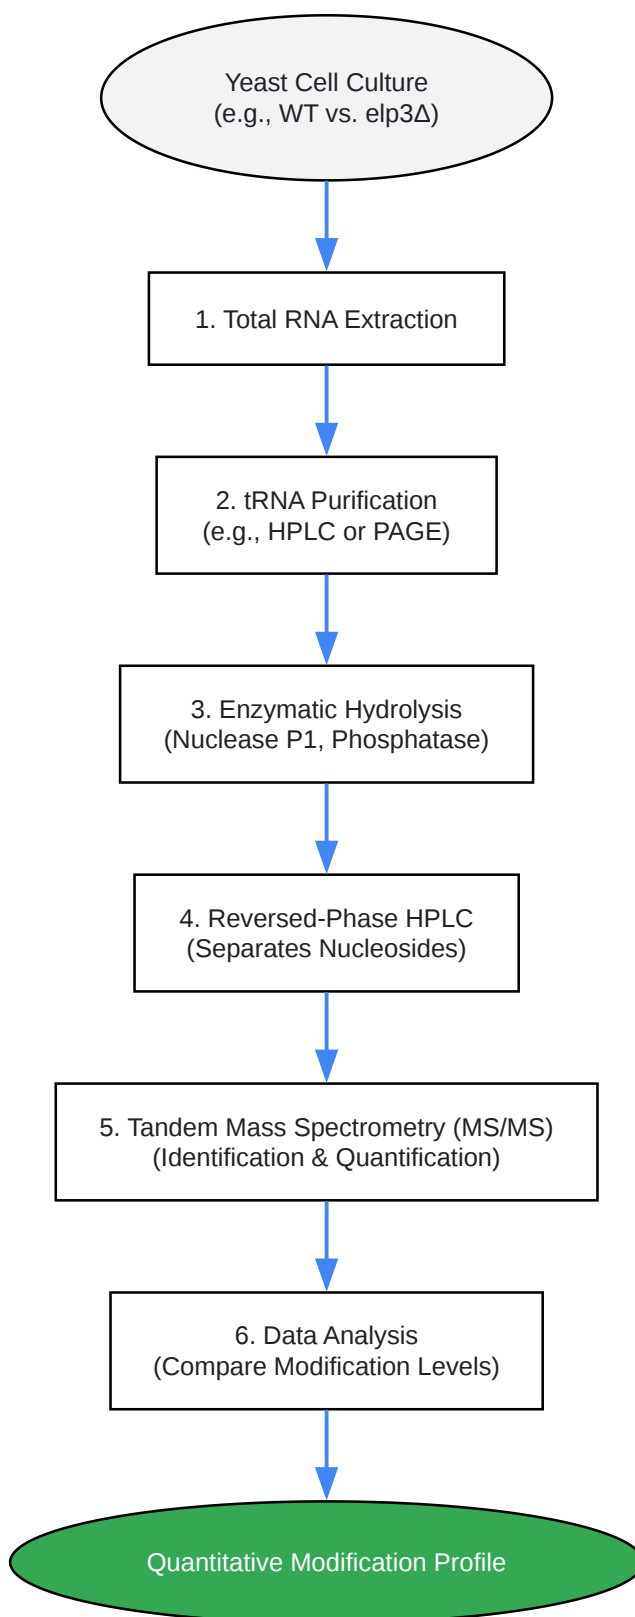 Yeast Cell Culture
(e.g., WT vs. elp3Δ)
1. Total RNA Extraction
2. tRNA Purification
(e.g., HPLC or PAGE)
3. Enzymatic Hydrolysis
(Nuclease P1, Phosphatase)
4. Reversed-Phase HPLC
(Separates Nucleosides)
5. Tandem Mass Spectrometry (MS/MS)
(Identification & Quantification)
6. Data Analysis
(Compare Modification Levels)
Quantitative Modification Profile